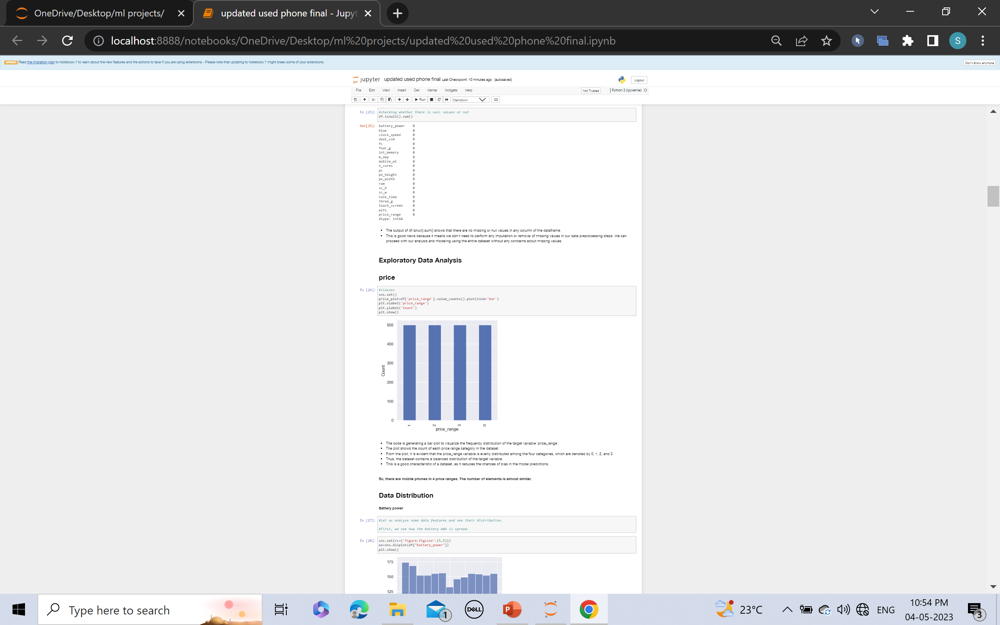 OneDrive/Desktop/ml projects/
updated used phone final - Jupyt
localhost:8888/notebooks/OneDrive/Desktop/ml%20projects/updated%20used%20phone%20final.ipynb
S
UPDATE Read the migration plan to Notebook 7 to learn about the new features and the actions to take if you are using extensions - Please note that updating to Notebook 7 might break some of your extensions.
Don't show anymore
jupyter updated used phone final Last Checkpoint: 10 minutes ago (autosaved)
Logout
File Edit View Insert Cell Kernel Widgets Help
Not Trusted
Python 3 (ipykernel)
Run
Markdown
In [25]: #checking whether there is null values or not
df.isnull().sum()
Out[25]: battery_power 0
blue 0
clock_speed 0
dual_sim 0
fc 0
four_g 0
int_memory 0
m_dep 0
mobile_wt 0
n_cores 0
pc 0
px_height 0
px_width 0
ram 0
sc_h 0
sc_w 0
talk_time 0
three_g 0
touch_screen 0
wifi 0
price_range 0
dtype: int64
• The output of df.isnull().sum() shows that there are no missing or null values in any column of the dataframe.
• This is good news because it means we don't need to perform any imputation or removal of missing values in our data preprocessing steps. We can
proceed with our analysis and modeling using the entire dataset without any concerns about missing values.
Exploratory Data Analysis
price
In [26]: #classes
sns.set()
price_plot=df['price_range'].value_counts().plot(kind='bar')
plt.xlabel('price_range')
plt.ylabel('Count')
plt.show()
500
400
300
200
100
0
Count
1 2 3 0
price_range
• The code is generating a bar plot to visualize the frequency distribution of the target variable 'price_range'.
• The plot shows the count of each price range category in the dataset.
• From the plot, it is evident that the price_range variable is evenly distributed among the four categories, which are denoted by 0, 1, 2, and 3.
• Thus, the dataset contains a balanced distribution of the target variable.
• This is a good characteristic of a dataset, as it reduces the chances of bias in the model predictions.
So, there are mobile phones in 4 price ranges. The number of elements is almost similar.
Data Distribution
Battery power
In [27]: #Let us analyse some data features and see their distribution.
#First, we see how the battery mAh is spread.
In [28]: sns.set(rc={'figure.figsize':(5,5)})
ax=sns.displot(df["battery_power"])
plt.show()
175
150
125
Type here to search
1
DELL
P
23°C
ENG
10:54 PM
04-05-2023
3